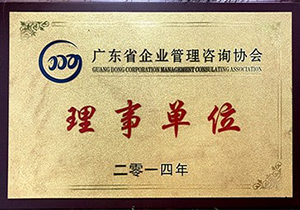 广东省企业管理咨询协会
GUANG DONG CORPORATION MANAGEMENT CONSULATING ASSOCIATION
理事单位
二零一四年